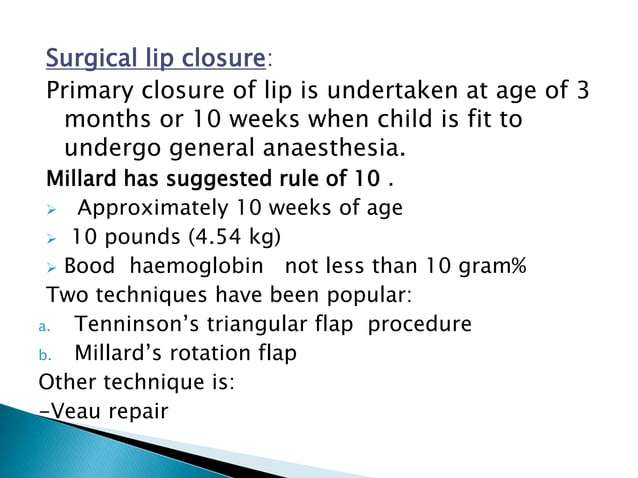 Surgical lip closure:
Primary closure of lip is undertaken at age of 3
months or 10 weeks when child is fit to
undergo general anaesthesia.
Millard has suggested rule of 10 .
Approximately 10 weeks of age
10 pounds (4.54 kg)
Bood haemoglobin not less than 10 gram%
Two techniques have been popular:
a. Tenninson’s triangular flap procedure
b. Millard’s rotation flap
Other technique is:
-Veau repair